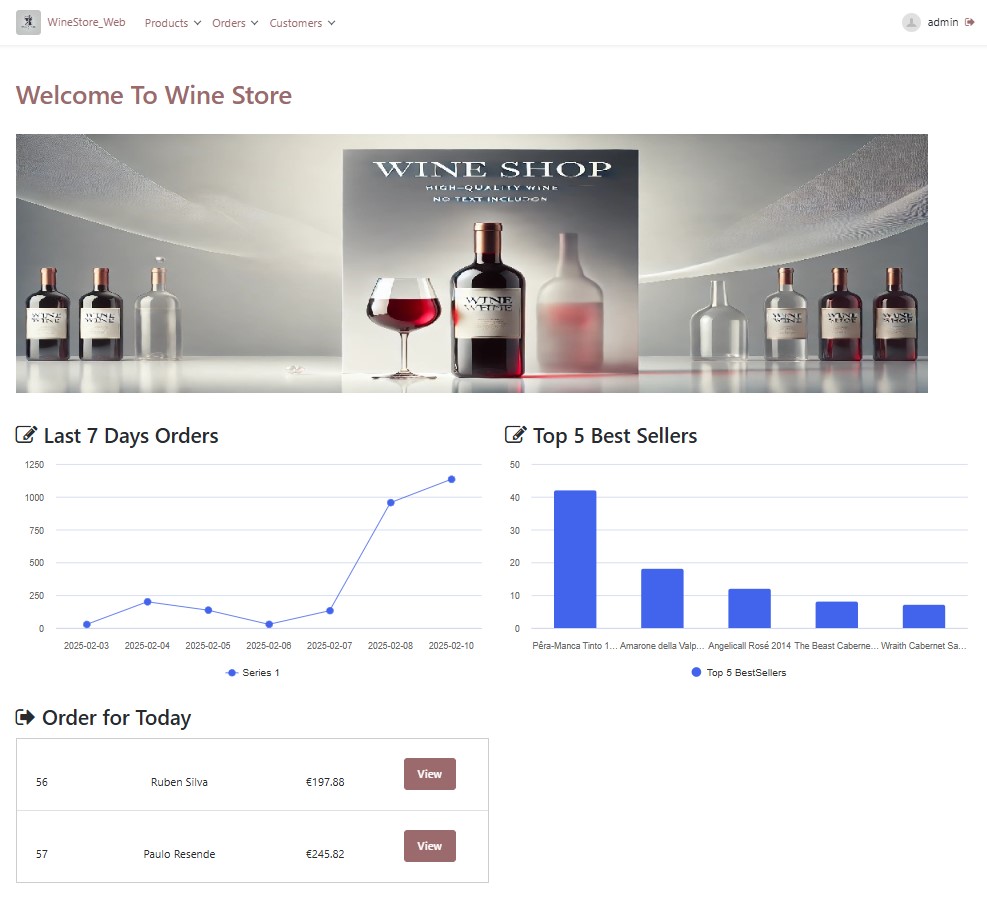 WineStore_Web Products Orders Customers admin
Welcome To Wine Store
WINE SHOP
HIGH-QUALITY WINE
NO TEXT INCLUDON
WINE
WINE
WINE
SHOP
Last 7 Days Orders
1250
1000
750
500
250
0
2025-02-03 2025-02-04 2025-02-05 2025-02-06 2025-02-07 2025-02-08 2025-02-10
Series 1
Top 5 Best Sellers
50
40
30
20
10
0
Pêra-Manca Tinto 1... Amarone della Valp... Angelicall Rosé 2014 The Beast Caberne... Wraith Cabernet Sa...
Top 5 BestSellers
Order for Today
56 Ruben Silva €197.88 View
57 Paulo Resende €245.82 View